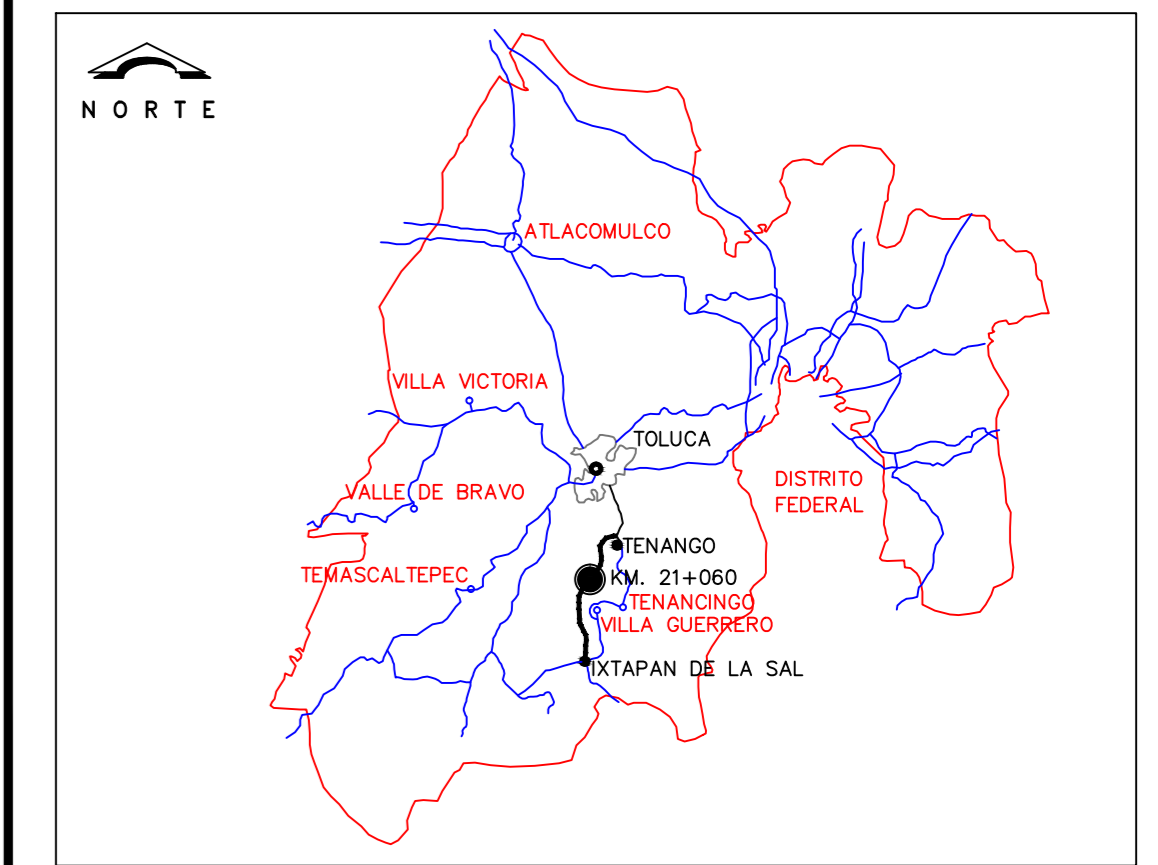 NORTE
ATLACOMULCO
VILLA VICTORIA
TOLUCA
DISTRITO
FEDERAL
VALLE DE BRAVO
TENANGO
TEMASCALTEPEC
KM. 21+060
TENANCINGO
VILLA GUERRERO
IXTAPAN DE LA SAL